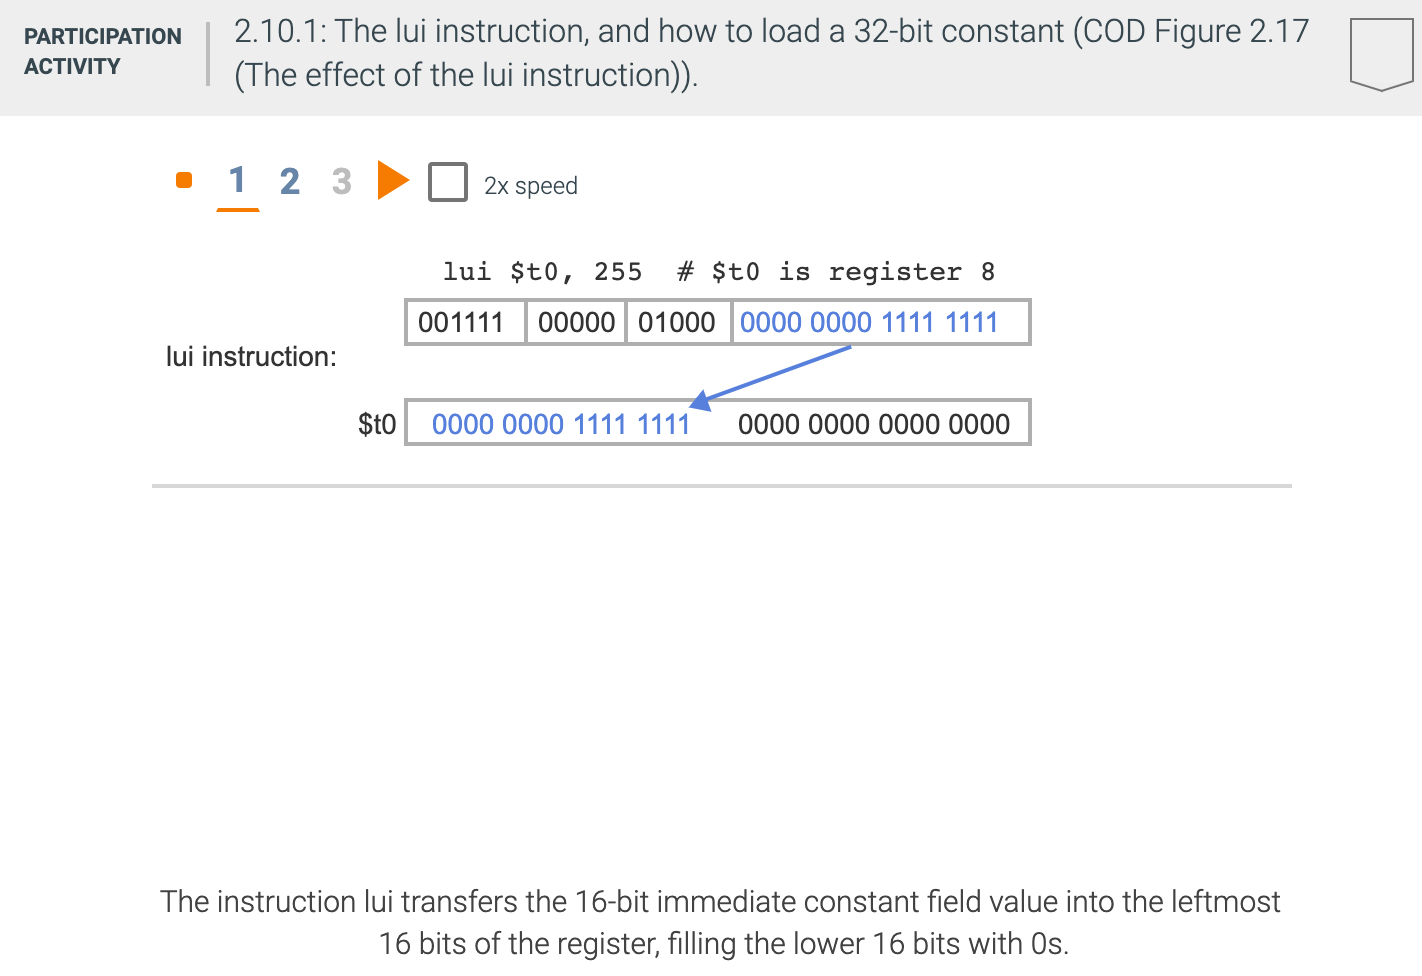 PARTICIPATION
ACTIVITY
2.10.1: The lui instruction, and how to load a 32-bit constant (COD Figure 2.17
(The effect of the lui instruction)).
1 2 3 2x speed
lui $t0, 255 # $t0 is register 8
001111 00000 01000 0000 0000 1111 1111
lui instruction:
$t0 0000 0000 1111 1111 0000 0000 0000 0000
The instruction lui transfers the 16-bit immediate constant field value into the leftmost
16 bits of the register, filling the lower 16 bits with 0s.